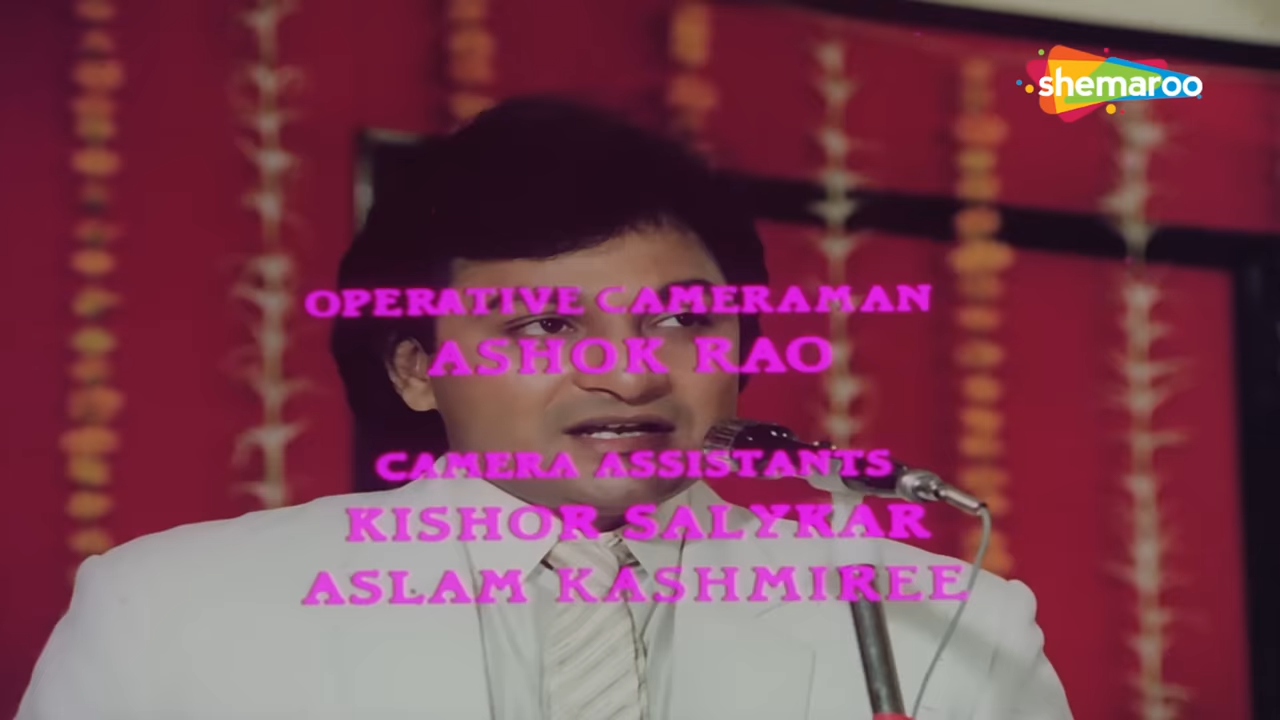 shemaroo
OPERATIVE CAMERAMAN
ASHOK RAO
CAMERA ASSISTANTS
KISHOR SALYKAR
ASLAM KASHMIREE